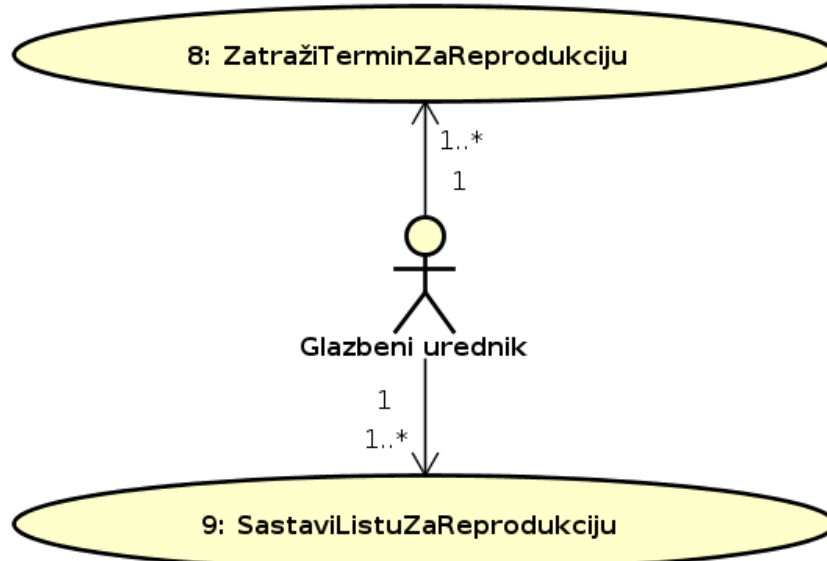 8: ZatražiTerminZaReprodukciju
1..*
1
Glazbeni urednik
1
1..*
9: SastaviListuZaReprodukciju